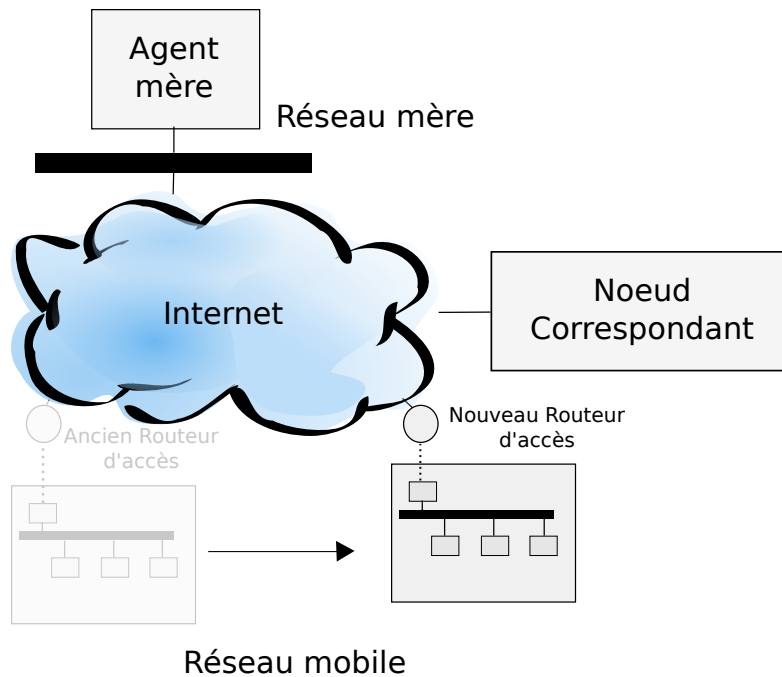 Agent
mère
Réseau mère
Internet
Noeud
Correspondant
Ancien Routeur
d'accès
Nouveau Routeur
d'accès
Réseau mobile